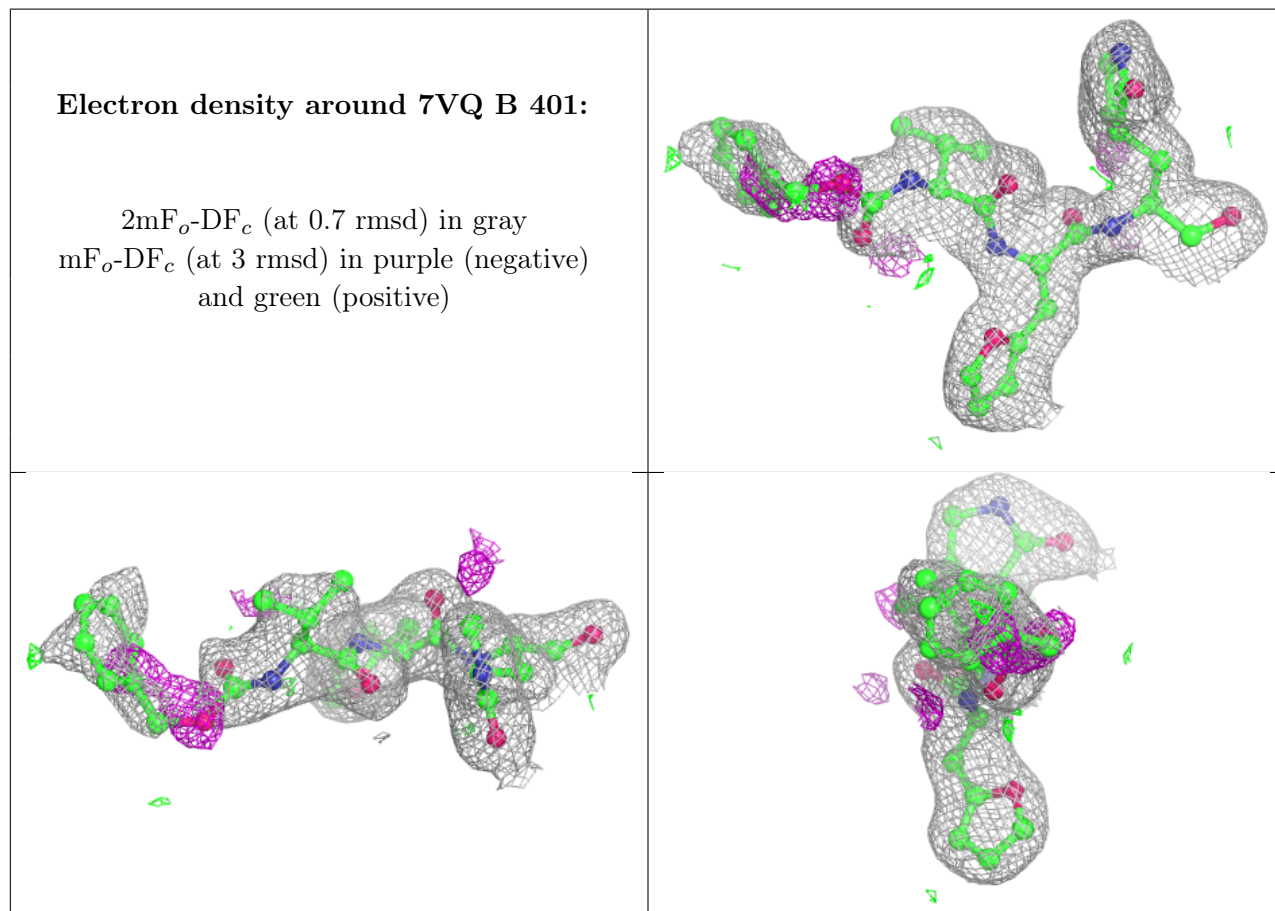 Electron density around 7VQ B 401:
2mFo-DFc (at 0.7 rmsd) in gray
mFo-DFc (at 3 rmsd) in purple (negative)
and green (positive)